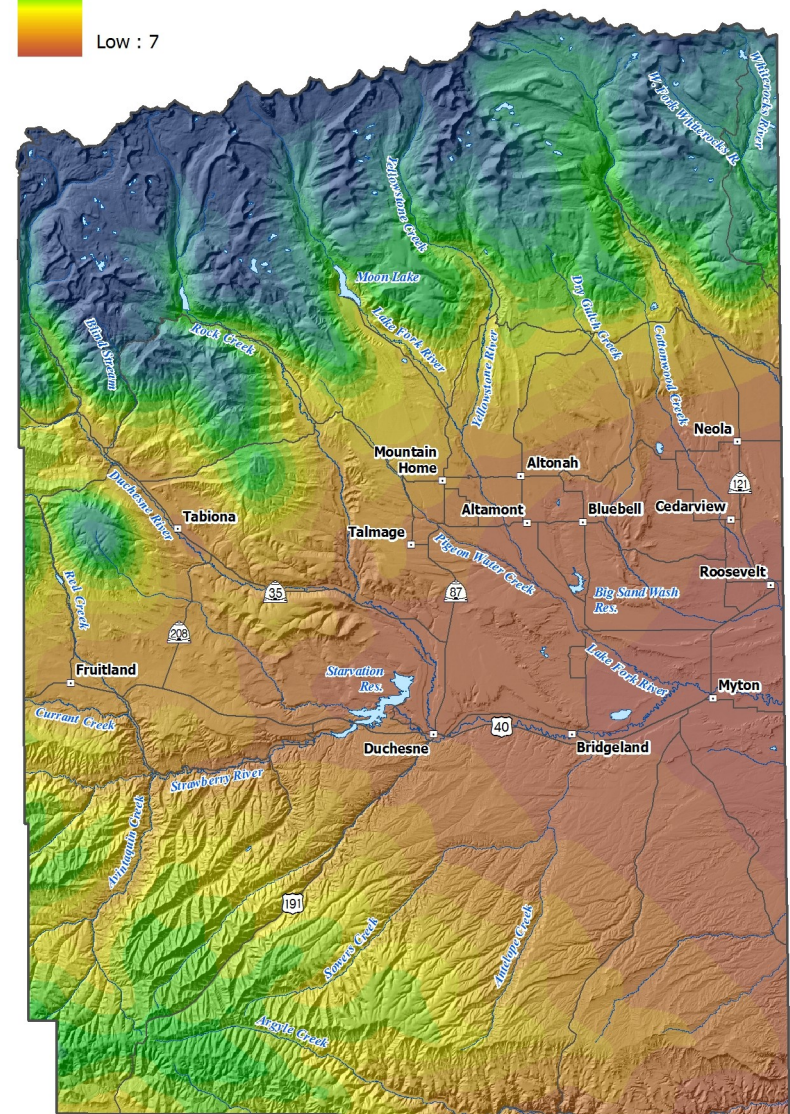 Low : 7
Whiterocks River
W. Fork Whiterocks R.
Yellowstone Creek
Moon Lake
Blind Stream
Rock Creek
Lake Fork River
Yellowstone River
Dry Gulch Creek
Cottonwood Creek
Neola
Mountain
Home
Altonah
121
Duchesne River
Tabiona
Altamont
Bluebell
Cedarview
Talmage
Pigeon Water Creek
Roosevelt
Red Creek
35
87
Big Sand Wash
Res.
208
Fruitland
Starvation
Res.
Lake Fork River
Myton
Currant Creek
40
Duchesne
Bridgeland
Strawberry River
Avintaquin Creek
191
Sowers Creek
Antelope Creek
Argyle Creek